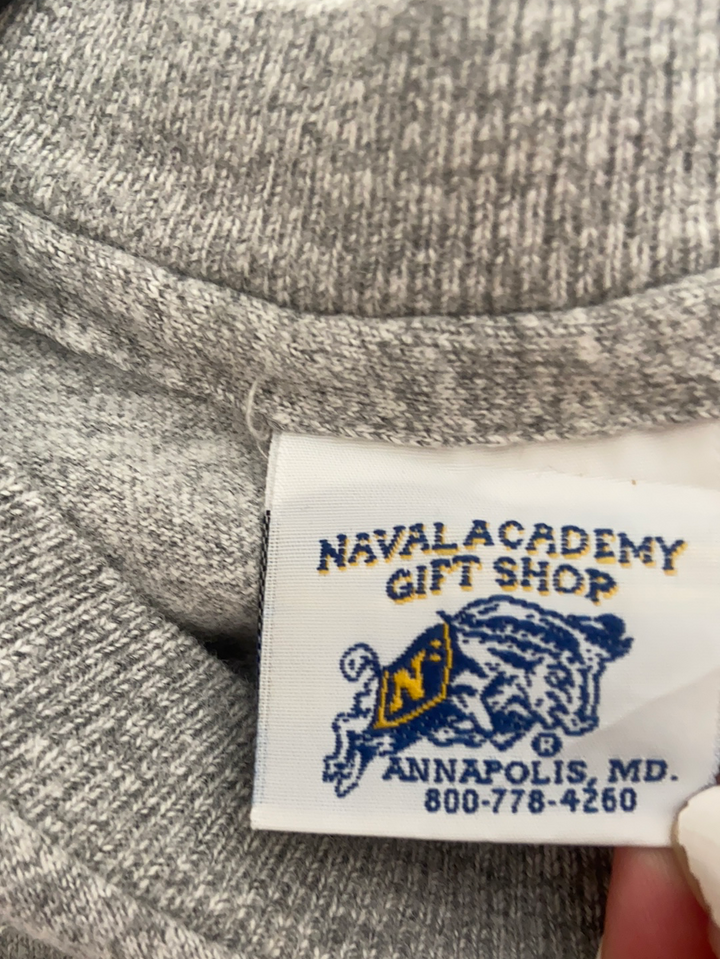 NAVAL ACADEMY
GIFT SHOP
N
®
ANNAPOLIS, MD.
800-778-4260